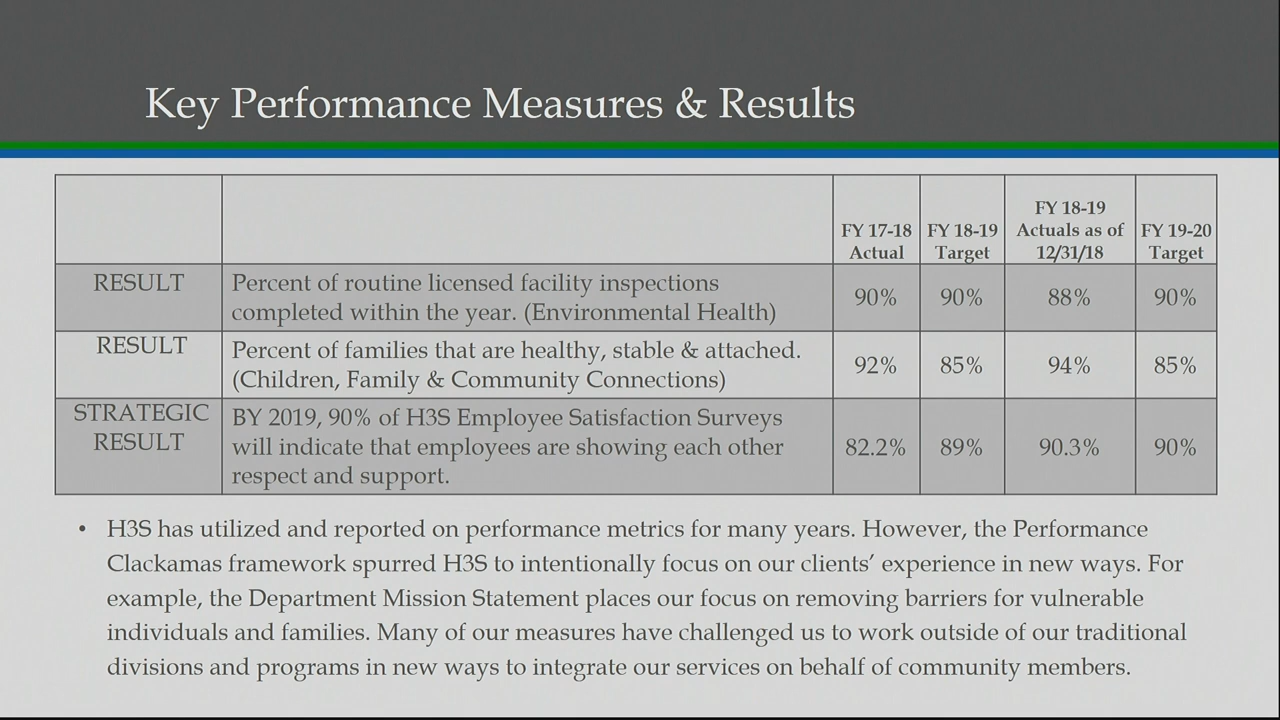 Key Performance Measures & Results
FY 17-18 Actual
FY 18-19 Target
FY 18-19 Actuals as of 12/31/18
FY 19-20 Target
RESULT
Percent of routine licensed facility inspections
completed within the year. (Environmental Health)
90%
90%
88%
90%
RESULT
Percent of families that are healthy, stable & attached.
(Children, Family & Community Connections)
92%
85%
94%
85%
STRATEGIC
RESULT
BY 2019, 90% of H3S Employee Satisfaction Surveys
will indicate that employees are showing each other
respect and support.
82.2%
89%
90.3%
90%
• H3S has utilized and reported on performance metrics for many years. However, the Performance
Clackamas framework spurred H3S to intentionally focus on our clients’ experience in new ways. For
example, the Department Mission Statement places our focus on removing barriers for vulnerable
individuals and families. Many of our measures have challenged us to work outside of our traditional
divisions and programs in new ways to integrate our services on behalf of community members.